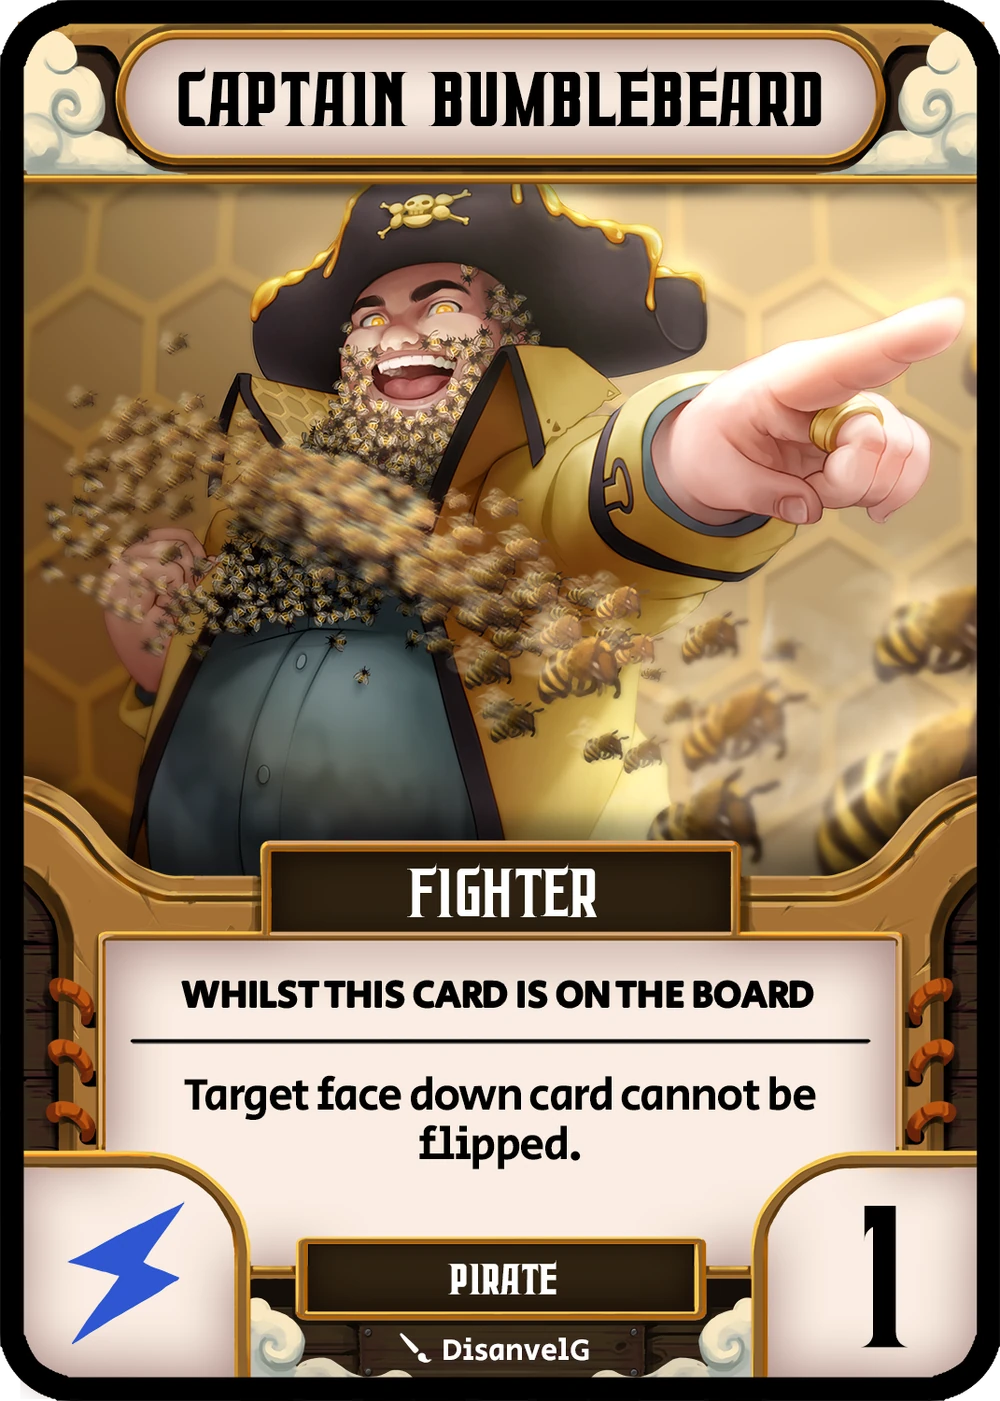 CAPTAIN BUMBLEBEARD
FIGHTER
WHILST THIS CARD IS ON THE BOARD
Target face down card cannot be
flipped.
1
PIRATE
DisanvelG